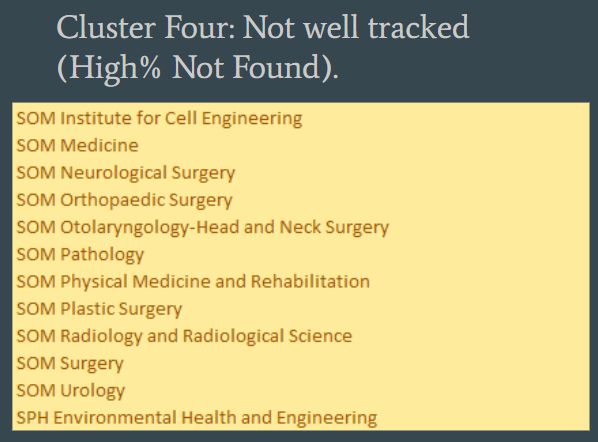 Cluster Four: Not well tracked
(High% Not Found).
SOM Institute for Cell Engineering
SOM Medicine
SOM Neurological Surgery
SOM Orthopaedic Surgery
SOM Otolaryngology-Head and Neck Surgery
SOM Pathology
SOM Physical Medicine and Rehabilitation
SOM Plastic Surgery
SOM Radiology and Radiological Science
SOM Surgery
SOM Urology
SPH Environmental Health and Engineering